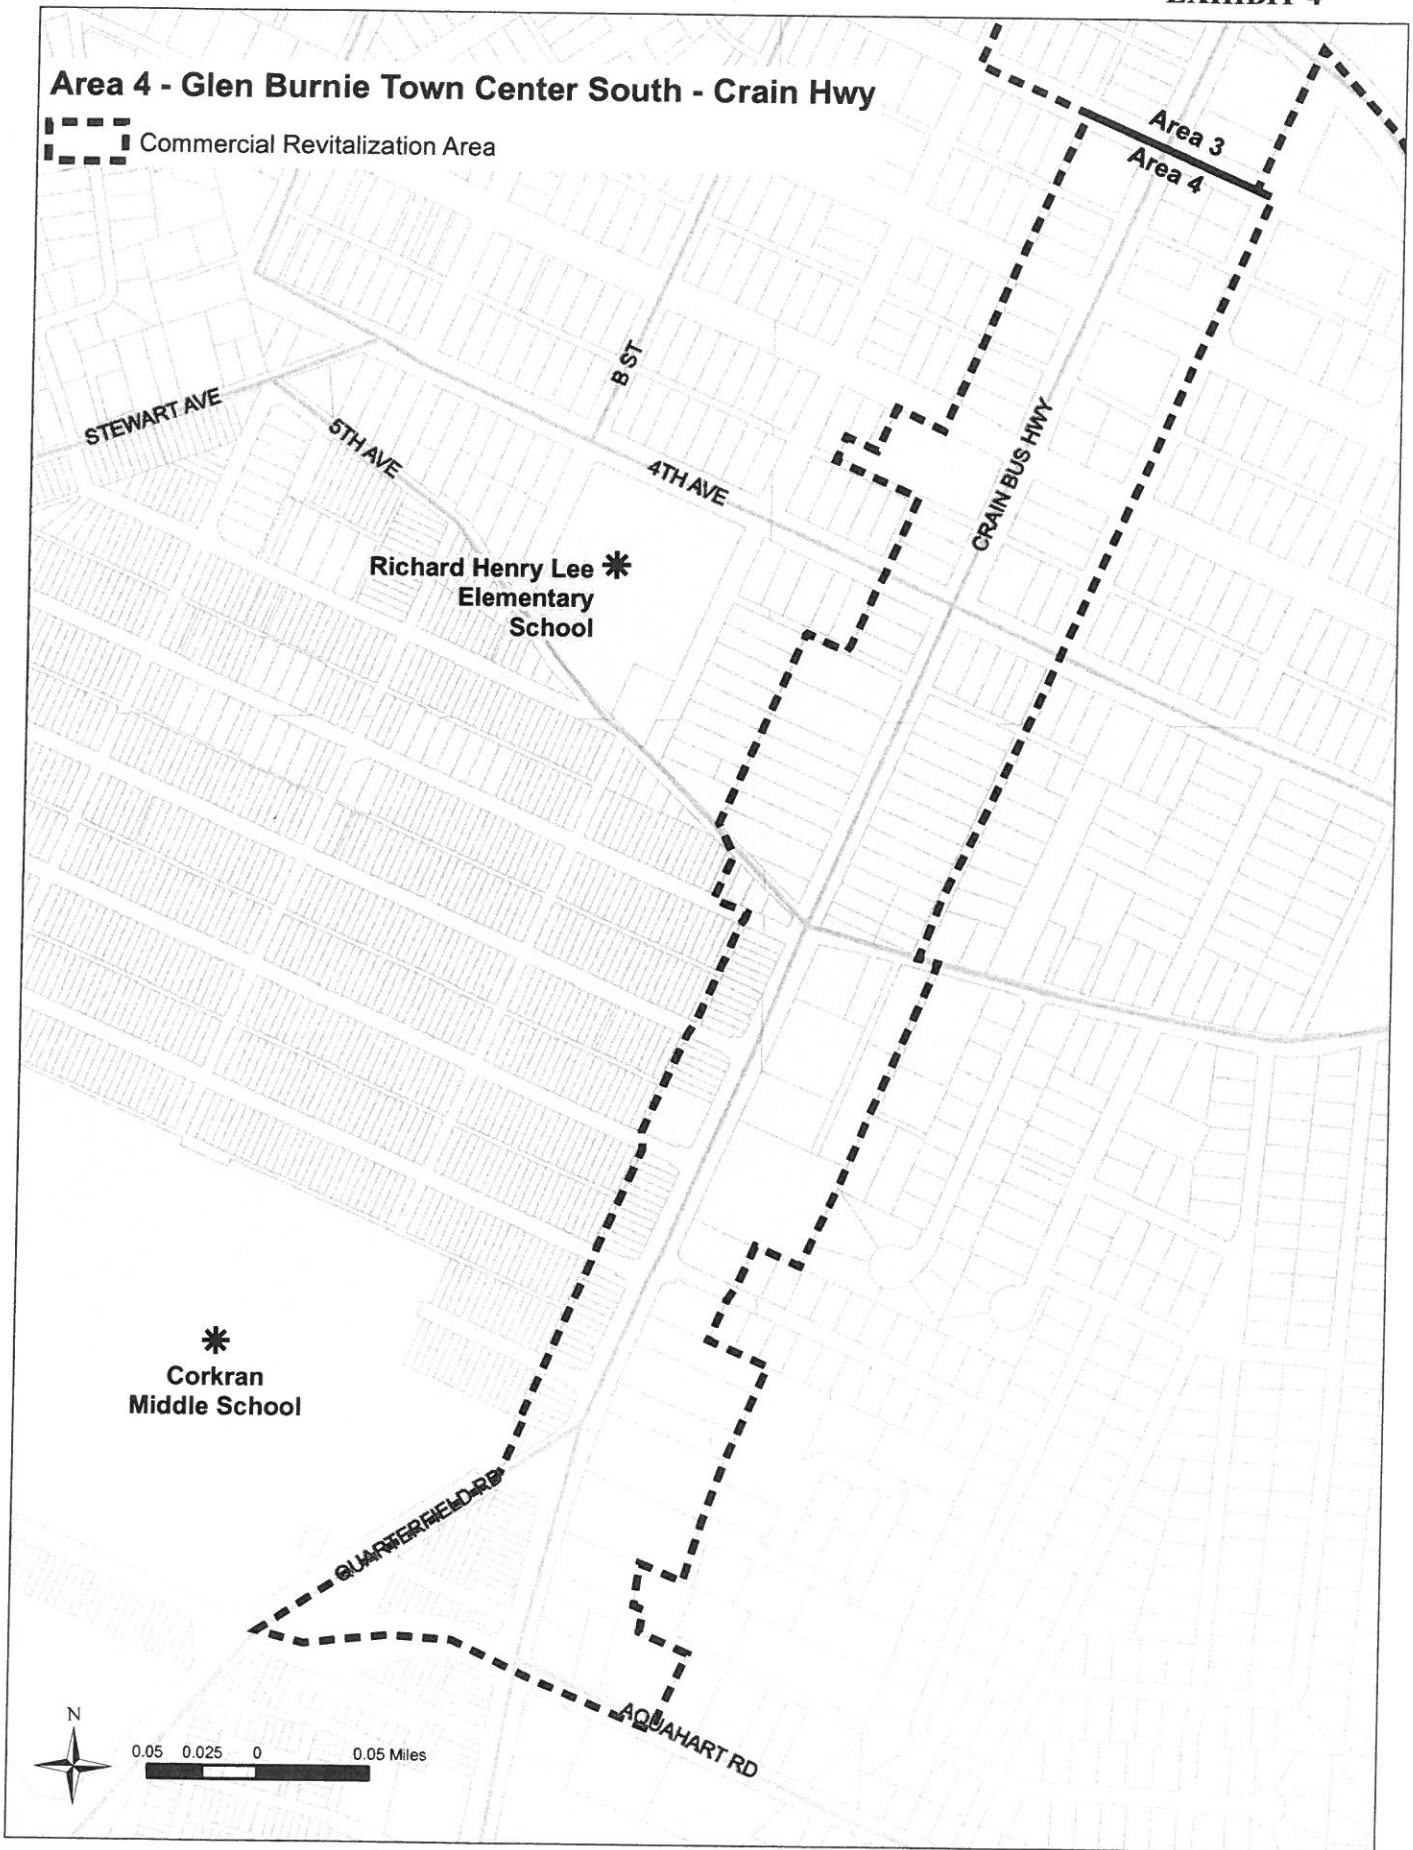 EXHIBIT 4
Area 4 - Glen Burnie Town Center South - Crain Hwy
Commercial Revitalization Area
Area 3
Area 4
B ST
STEWART AVE
5TH AVE
4TH AVE
CRAIN BUS HWY
Richard Henry Lee
Elementary
School
Corkran
Middle School
QUARTERFIELD RD
AQUAHART RD
N
0.05 0.025 0 0.05 Miles